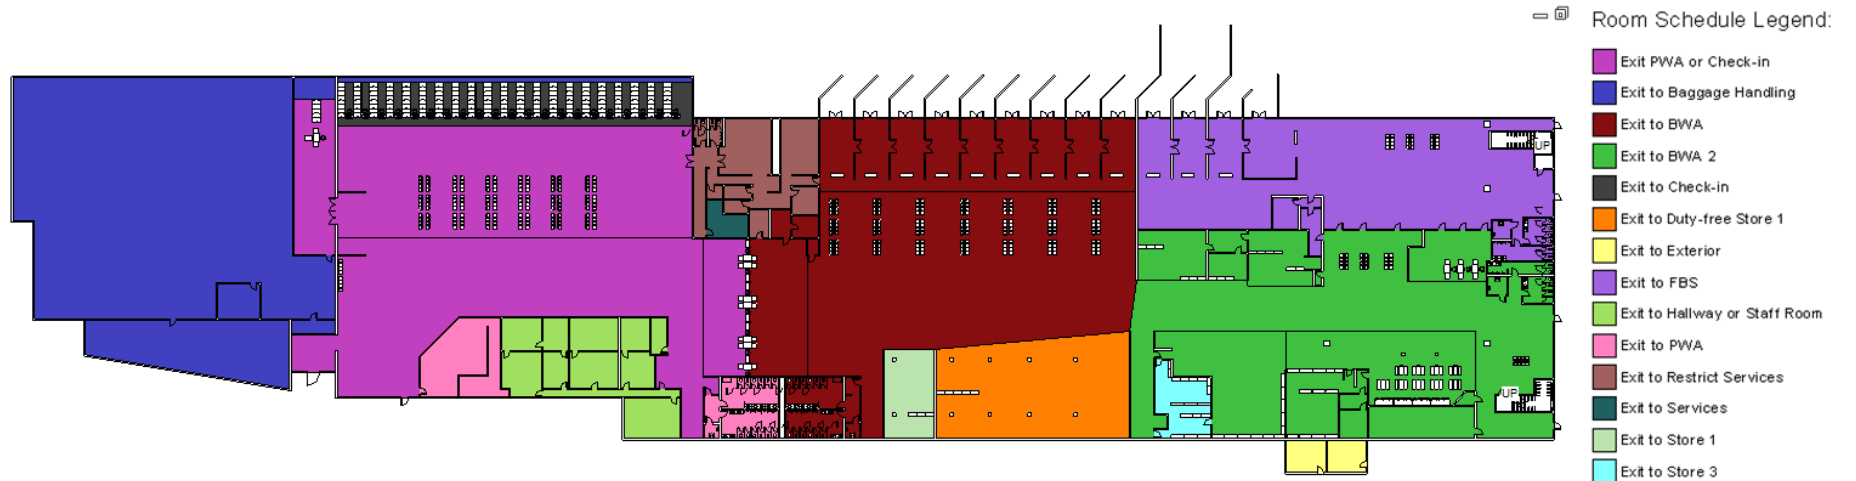 Room Schedule Legend:
Exit PWA or Check-in
Exit to Baggage Handling
Exit to BWA
Exit to BWA 2
Exit to Check-in
Exit to Duty-free Store 1
Exit to Exterior
Exit to FBS
Exit to Hallway or Staff Room
Exit to PWA
Exit to Restrict Services
Exit to Services
Exit to Store 1
Exit to Store 3
UP
UP